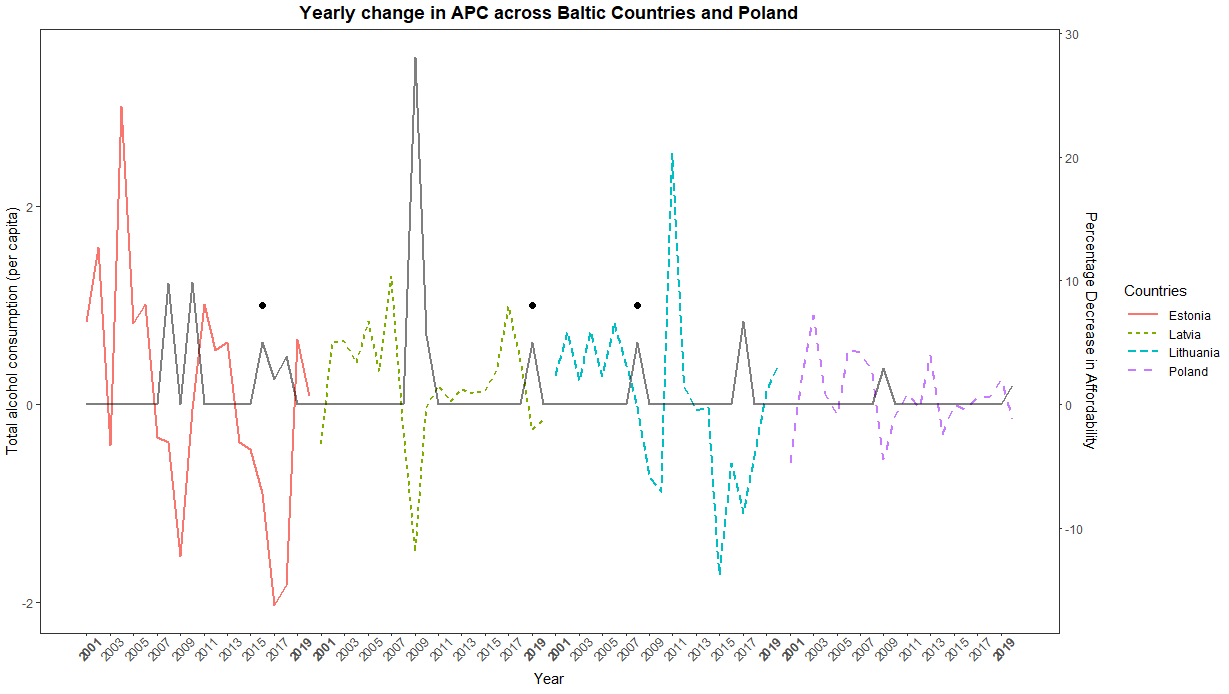 Yearly change in APC across Baltic Countries and Poland
Total alcohol consumption (per capita)
2
0
-2
30
20
10
0
-10
Percentage Decrease in Affordability
Countries
Estonia
Latvia
Lithuania
Poland
2001 2003 2005 2007 2009 2011 2013 2015 2017 2019 2001 2003 2005 2007 2009 2011 2013 2015 2017 2019 2001 2003 2005 2007 2009 2011 2013 2015 2017 2019 2001 2003 2005 2007 2009 2011 2013 2015 2017 2019
Year